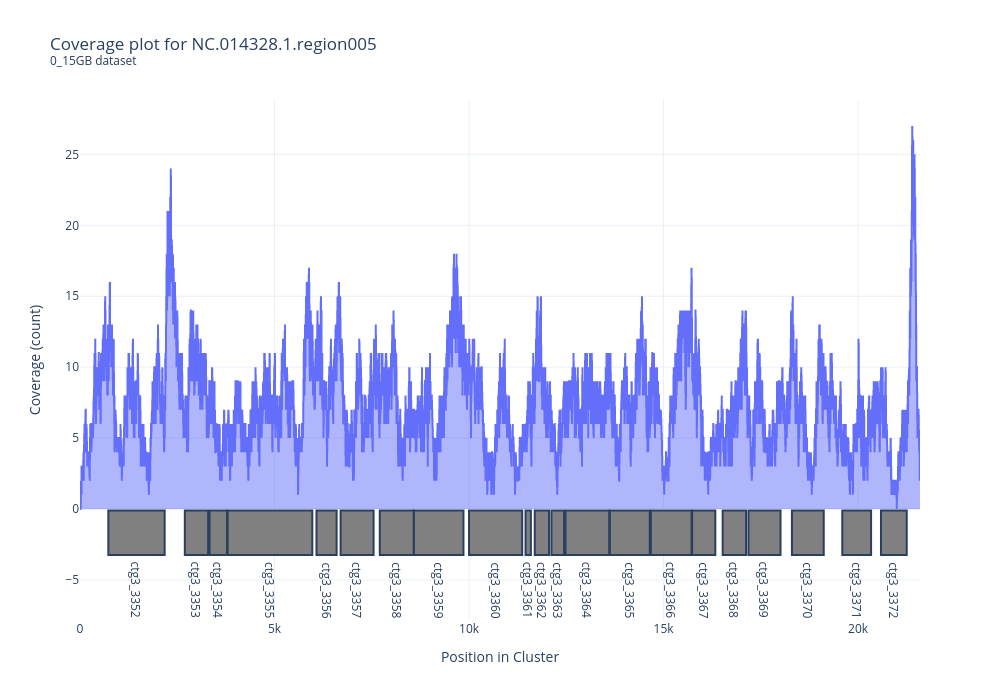 Coverage plot for NC.014328.1.region005
0_15GB dataset
25
20
15
10
5
0
−5
Coverage (count)
ctg3_3352
ctg3_3353
ctg3_3354
ctg3_3355
ctg3_3356
ctg3_3357
ctg3_3358
ctg3_3359
ctg3_3360
ctg3_3361
ctg3_3362
ctg3_3363
ctg3_3364
ctg3_3365
ctg3_3366
ctg3_3367
ctg3_3368
ctg3_3369
ctg3_3370
ctg3_3371
ctg3_3372
0
5k
10k
15k
20k
Position in Cluster